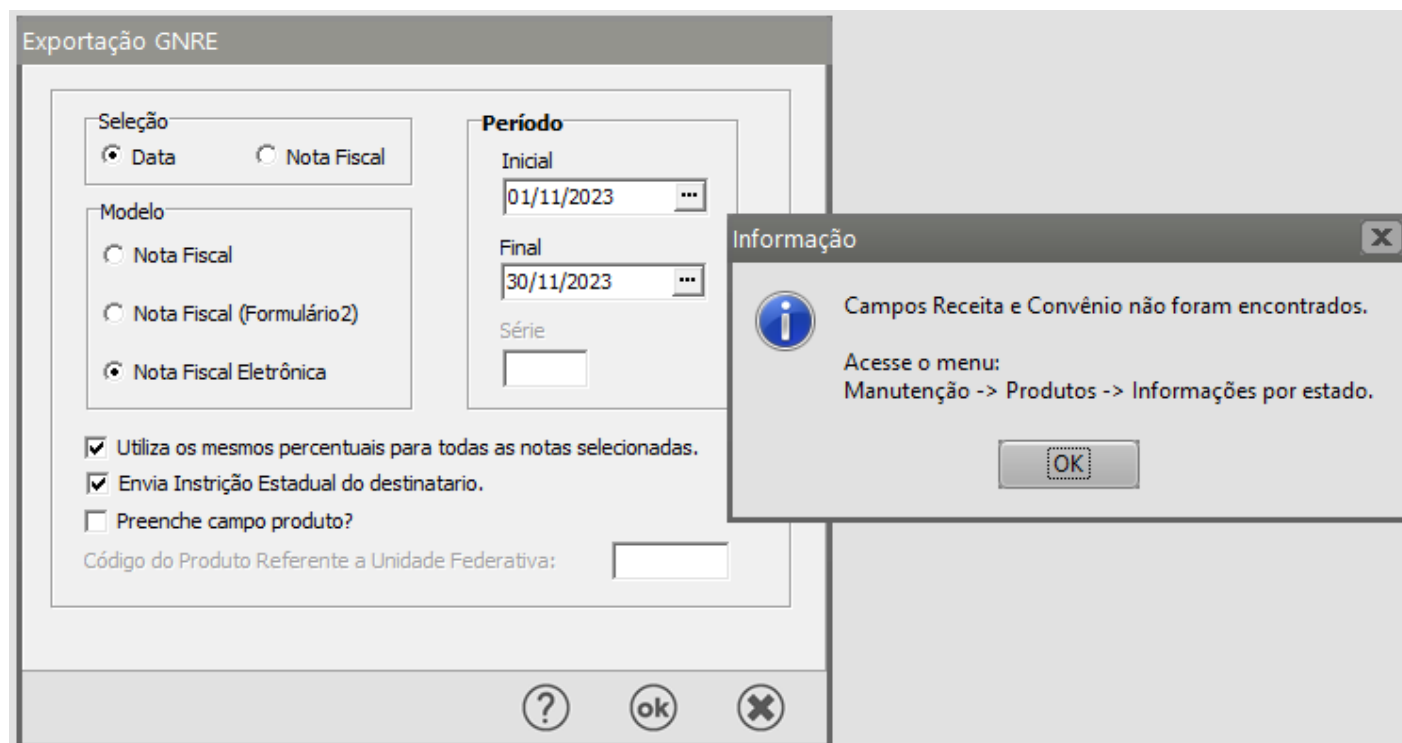 Exportação GNRE
Seleção
Data
Nota Fiscal
Período
Inicial
01/11/2023
...
Modelo
Nota Fiscal
Nota Fiscal (Formulário2)
Nota Fiscal Eletrônica
Final
30/11/2023
...
Série
Utiliza os mesmos percentuais para todas as notas selecionadas.
Envia Instrição Estadual do destinatario.
Preenche campo produto?
Código do Produto Referente a Unidade Federativa:
?
ok
Informação
Campos Receita e Convênio não foram encontrados.
Acesse o menu:
Manutenção -> Produtos -> Informações por estado.
OK